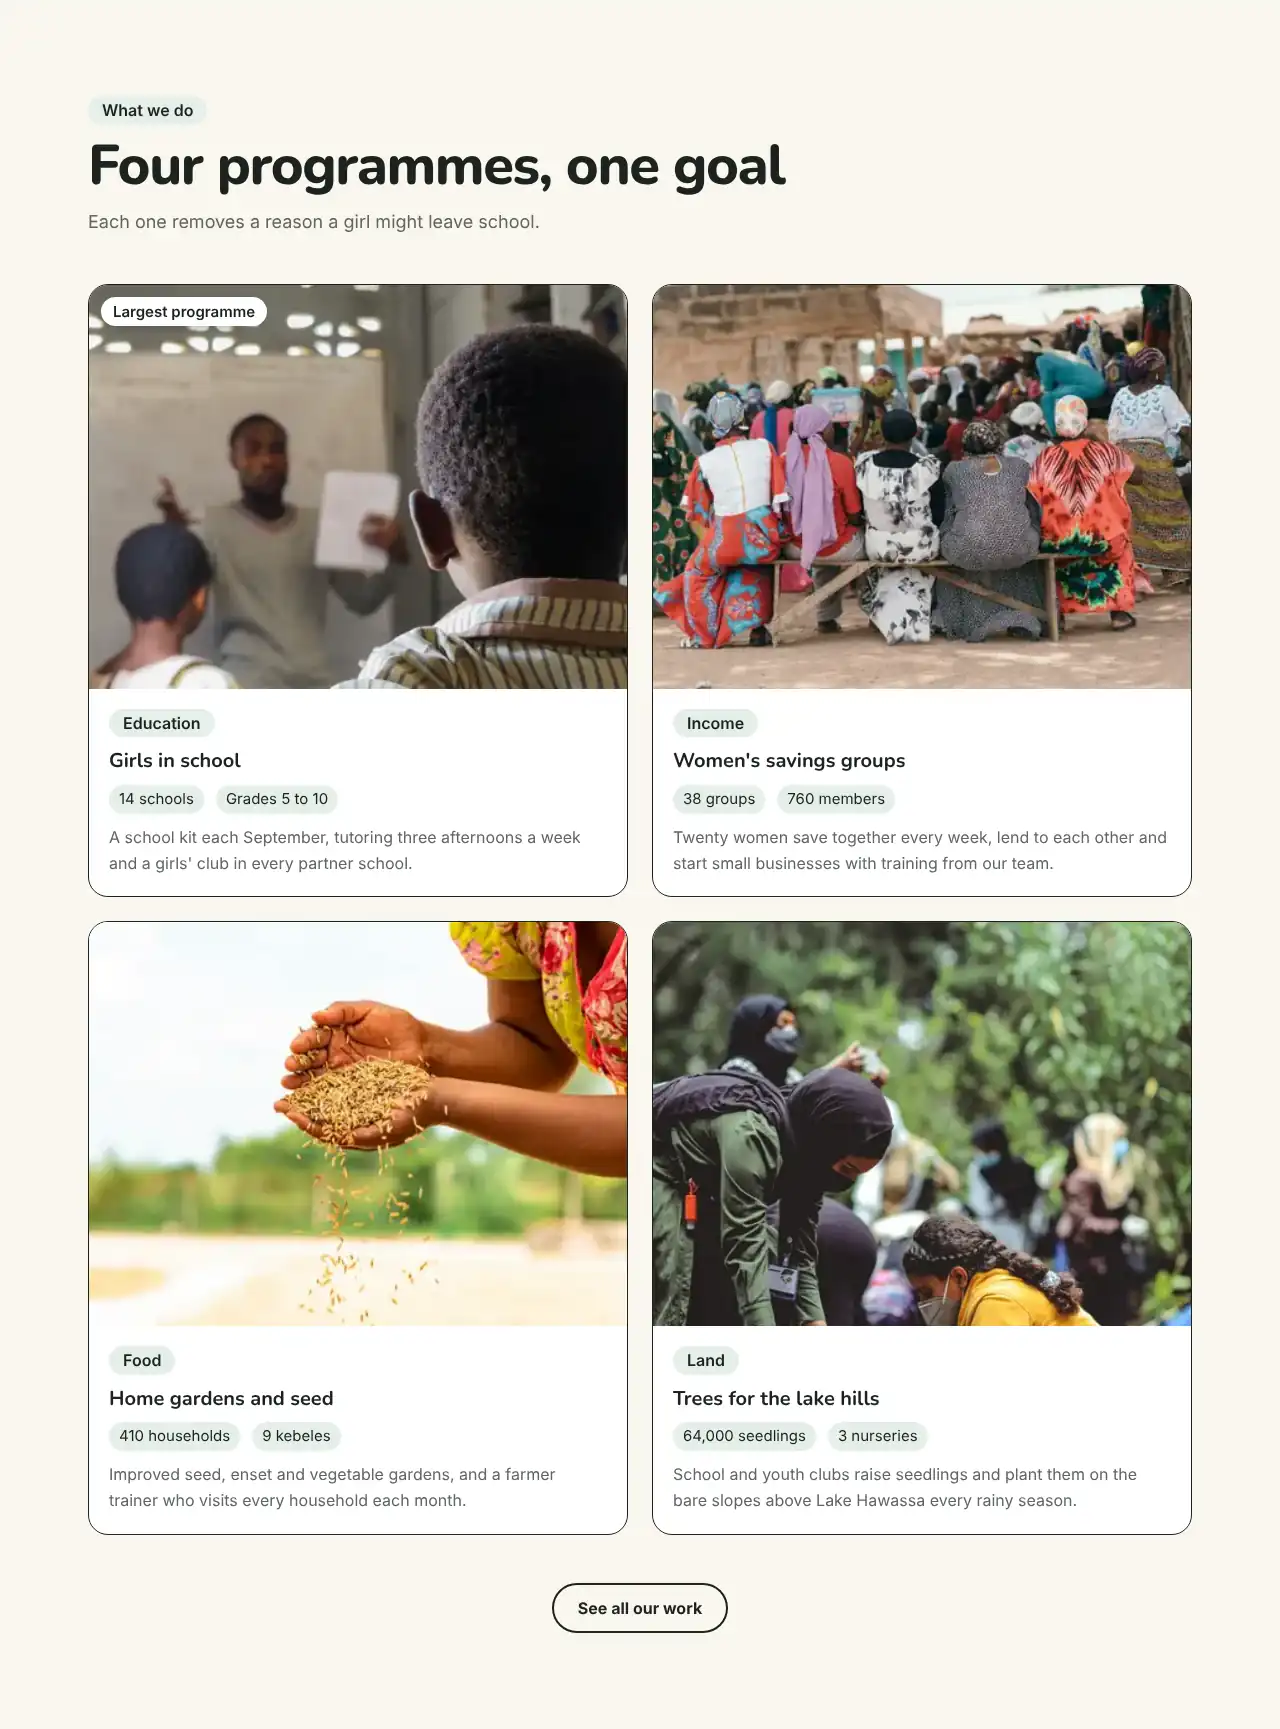 What we do
Four programmes, one goal
Each one removes a reason a girl might leave school.
Largest programme
Education
Girls in school
14 schools
Grades 5 to 10
A school kit each September, tutoring three afternoons a week
and a girls' club in every partner school.
Income
Women's savings groups
38 groups
760 members
Twenty women save together every week, lend to each other and
start small businesses with training from our team.
Food
Home gardens and seed
410 households
9 kebeles
Improved seed, enset and vegetable gardens, and a farmer
trainer who visits every household each month.
Land
Trees for the lake hills
64,000 seedlings
3 nurseries
School and youth clubs raise seedlings and plant them on the
bare slopes above Lake Hawassa every rainy season.
See all our work